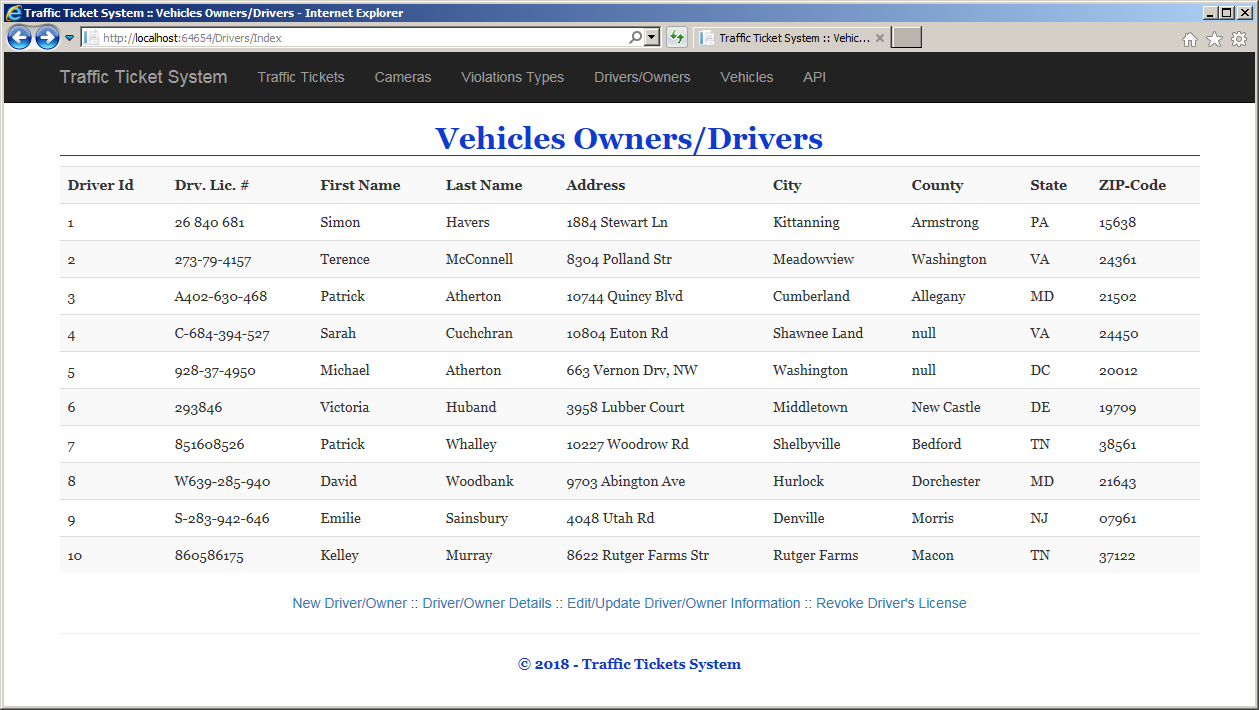 Traffic Ticket System :: Vehicles Owners/Drivers - Internet Explorer
http://localhost:64654/Drivers/Index
Traffic Ticket System :: Vehic...
Traffic Ticket System Traffic Tickets Cameras Violations Types Drivers/Owners Vehicles API
Vehicles Owners/Drivers
Driver Id Drv. Lic. # First Name Last Name Address City County State ZIP-Code
1 26 840 681 Simon Havers 1884 Stewart Ln Kittanning Armstrong PA 15638
2 273-79-4157 Terence McConnell 8304 Polland Str Meadowview Washington VA 24361
3 A402-630-468 Patrick Atherton 10744 Quincy Blvd Cumberland Allegany MD 21502
4 C-684-394-527 Sarah Cuchchran 10804 Euton Rd Shawnee Land null VA 24450
5 928-37-4950 Michael Atherton 663 Vernon Drv, NW Washington null DC 20012
6 293846 Victoria Huband 3958 Lubber Court Middletown New Castle DE 19709
7 851608526 Patrick Whalley 10227 Woodrow Rd Shelbyville Bedford TN 38561
8 W639-285-940 David Woodbank 9703 Abington Ave Hurlock Dorchester MD 21643
9 S-283-942-646 Emilie Sainsbury 4048 Utah Rd Denville Morris NJ 07961
10 860586175 Kelley Murray 8622 Rutger Farms Str Rutger Farms Macon TN 37122
New Driver/Owner :: Driver/Owner Details :: Edit/Update Driver/Owner Information :: Revoke Driver's License
© 2018 - Traffic Tickets System